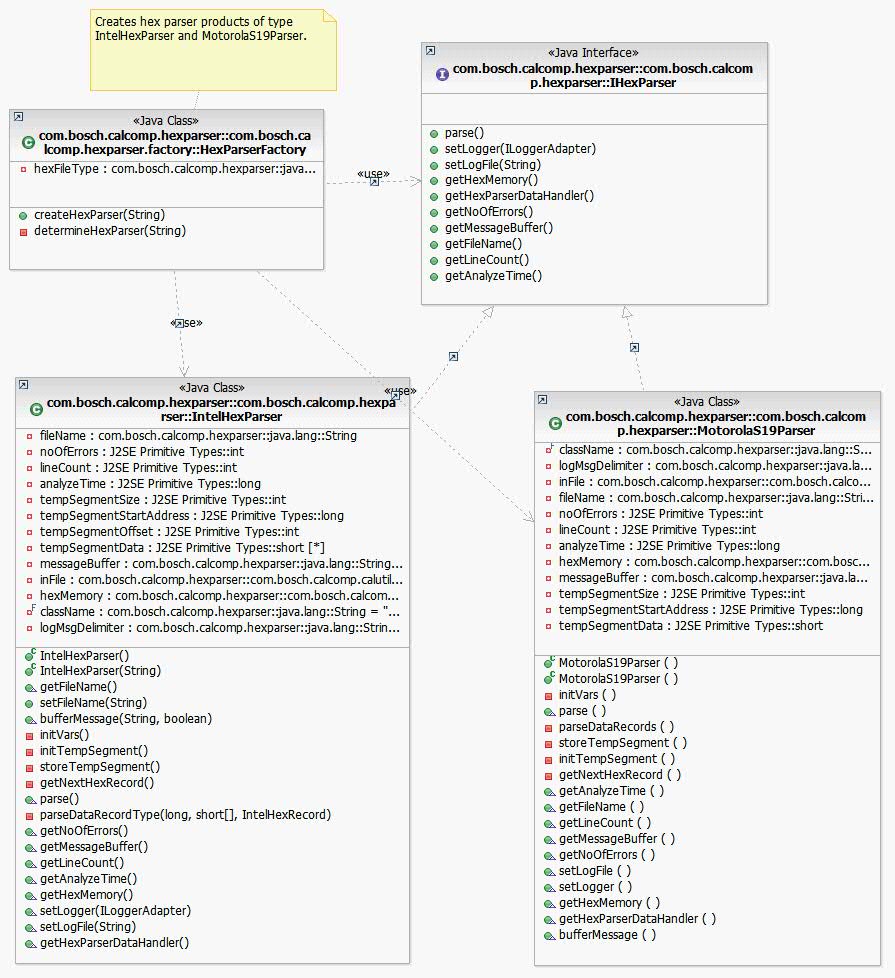 Creates hex parser products of type
IntelHexParser and MotorolaS19Parser.
«Java Class»
com.bosch.calcomp.hexparser::com.bosch.ca
lcomp.hexparser.factory::HexParserFactory
hexFileType : com.bosch.calcomp.hexparser::java...
createHexParser(String)
determineHexParser(String)
«use»
«Java Interface»
com.bosch.calcomp.hexparser::com.bosch.calcom
p.hexparser::IHexParser
parse()
setLogger(ILoggerAdapter)
setLogFile(String)
getHexMemory()
getHexParserDataHandler()
getNoOfErrors()
getMessageBuffer()
getFileName()
getLineCount()
getAnalyzeTime()
«use»
«use»
«Java Class»
com.bosch.calcomp.hexparser::com.bosch.calcomp.hexpa
rser::IntelHexParser
fileName : com.bosch.calcomp.hexparser::java.lang::String
noOfErrors : J2SE Primitive Types::int
lineCount : J2SE Primitive Types::int
analyzeTime : J2SE Primitive Types::long
tempSegmentSize : J2SE Primitive Types::int
tempSegmentStartAddress : J2SE Primitive Types::long
tempSegmentOffset : J2SE Primitive Types::int
tempSegmentData : J2SE Primitive Types::short [*]
messageBuffer : com.bosch.calcomp.hexparser::java.lang::String...
inFile : com.bosch.calcomp.hexparser::com.bosch.calcomp.calutil...
hexMemory : com.bosch.calcomp.hexparser::com.bosch.calcom...
className : com.bosch.calcomp.hexparser::java.lang::String = "...
logMsgDelimiter : com.bosch.calcomp.hexparser::java.lang::Strin...
IntelHexParser()
IntelHexParser(String)
getFileName()
setFileName(String)
bufferMessage(String, boolean)
initVars()
initTempSegment()
storeTempSegment()
getNextHexRecord()
parse()
parseDataRecordType(long, short[], IntelHexRecord)
getNoOfErrors()
getMessageBuffer()
getLineCount()
getAnalyzeTime()
getHexMemory()
setLogger(ILoggerAdapter)
setLogFile(String)
getHexParserDataHandler()
«Java Class»
com.bosch.calcomp.hexparser::com.bosch.calcom
p.hexparser::MotorolaS19Parser
className : com.bosch.calcomp.hexparser::java.lang::S...
logMsgDelimiter : com.bosch.calcomp.hexparser::java.la...
inFile : com.bosch.calcomp.hexparser::com.bosch.calco...
fileName : com.bosch.calcomp.hexparser::java.lang::Stri...
noOfErrors : J2SE Primitive Types::int
lineCount : J2SE Primitive Types::int
analyzeTime : J2SE Primitive Types::long
hexMemory : com.bosch.calcomp.hexparser::com.bosc...
messageBuffer : com.bosch.calcomp.hexparser::java.la...
tempSegmentSize : J2SE Primitive Types::int
tempSegmentStartAddress : J2SE Primitive Types::long
tempSegmentData : J2SE Primitive Types::short
MotorolaS19Parser ( )
MotorolaS19Parser ( )
initVars ( )
parse ( )
parseDataRecords ( )
storeTempSegment ( )
initTempSegment ( )
getNextHexRecord ( )
getAnalyzeTime ( )
getFileName ( )
getLineCount ( )
getMessageBuffer ( )
getNoOfErrors ( )
setLogFile ( )
setLogger ( )
getHexMemory ( )
getHexParserDataHandler ( )
bufferMessage ( )